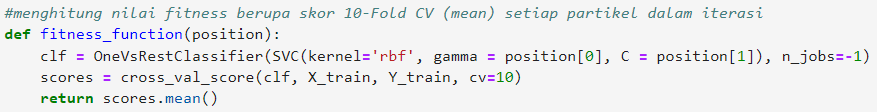 #menghitung nilai fitness berupa skor 10-Fold CV (mean) setiap partikel dalam iterasi
def fitness_function(position):
    clf = OneVsRestClassifier(SVC(kernel='rbf', gamma = position[0], C = position[1]), n_jobs=-1)
    scores = cross_val_score(clf, X_train, Y_train, cv=10)
    return scores.mean()